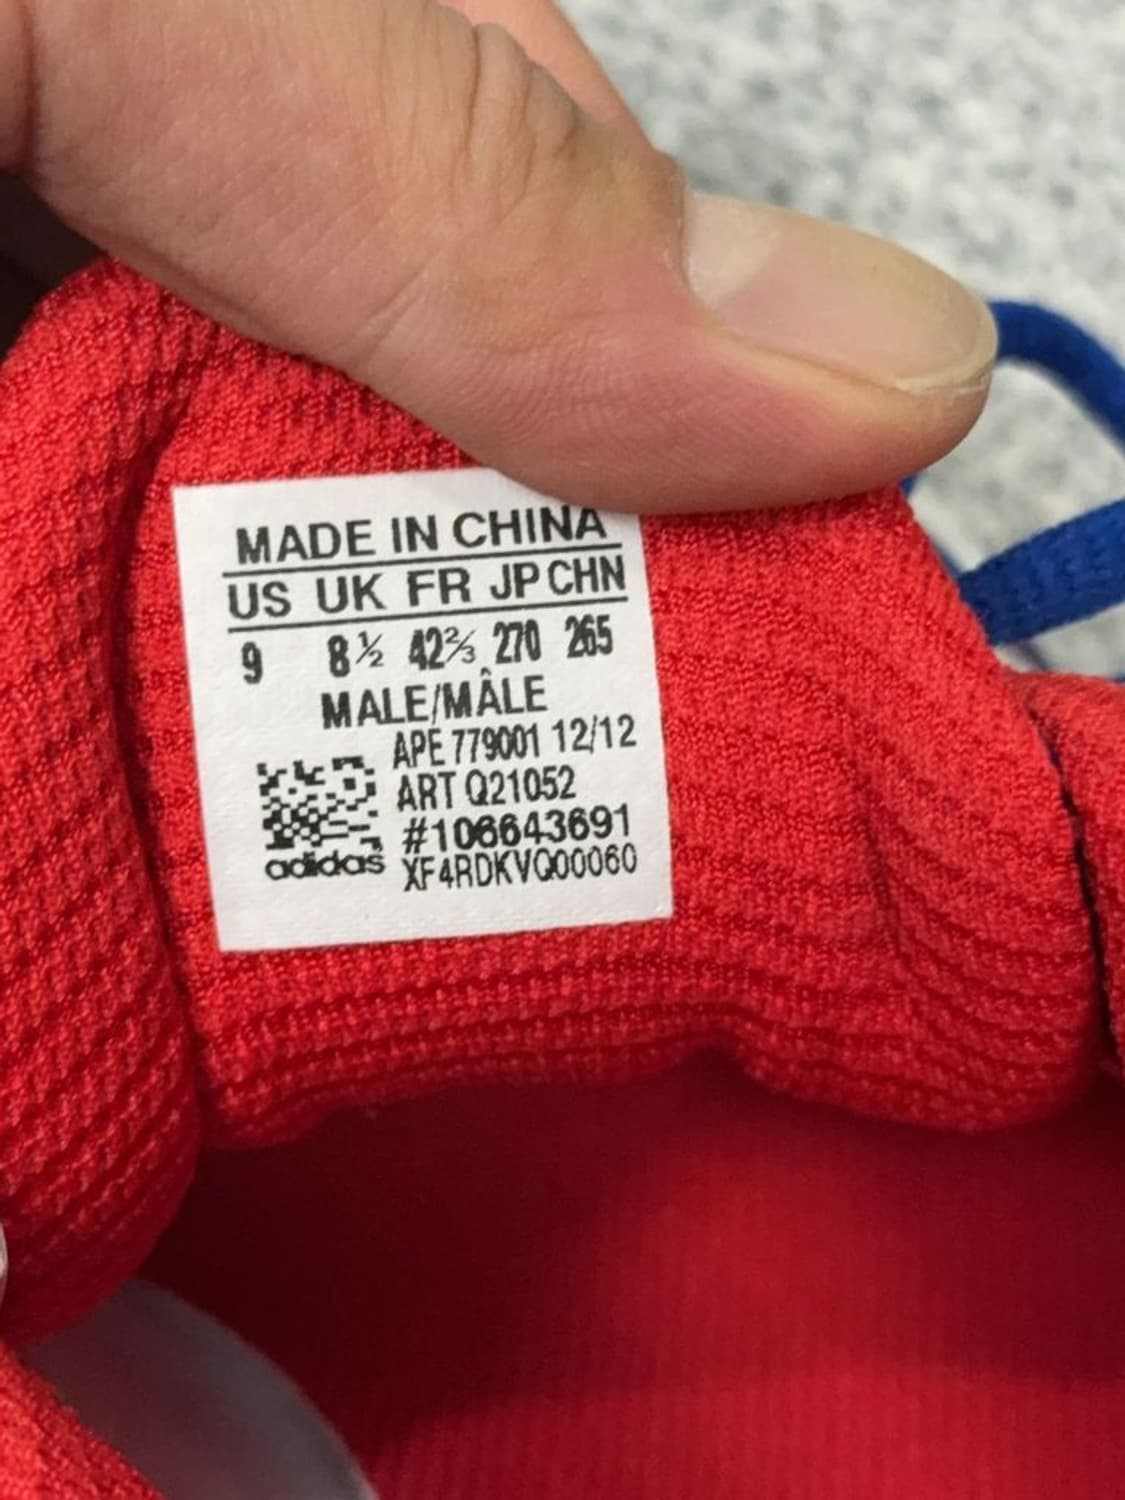 MADE IN CHINA
US UK FR JP CHN
9 8½ 42⅔ 270 265
MALE/MÂLE
APE 779001 12/12
ART Q21052
#106643691
adidas XF4RDKVQ00060